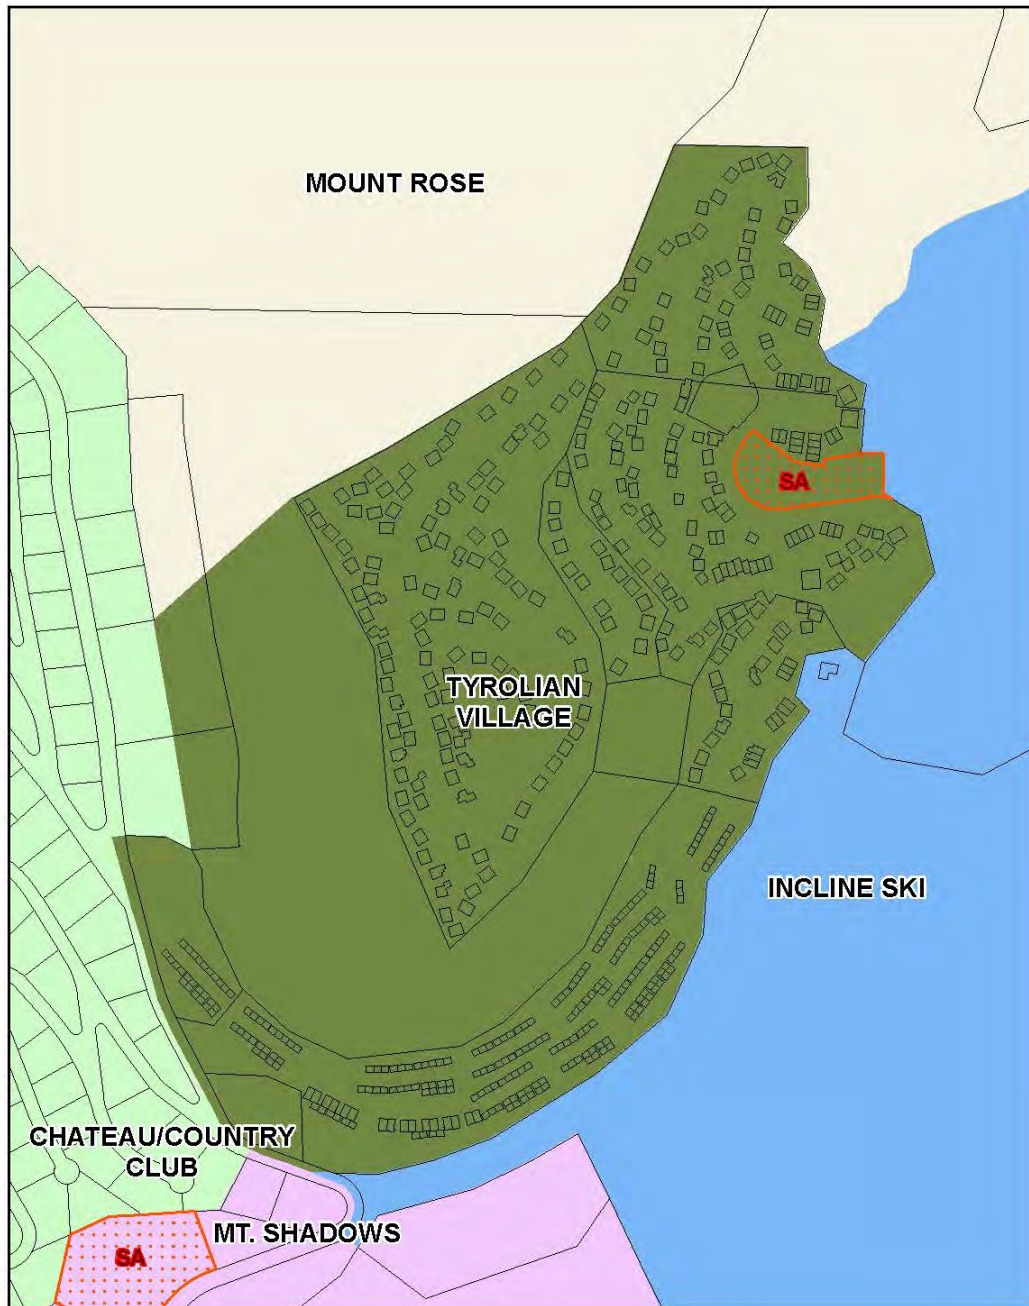 MOUNT ROSE
SA
TYROLIAN
VILLAGE
INCLINE SKI
CHATEAU/COUNTRY
CLUB
MT. SHADOWS
SA